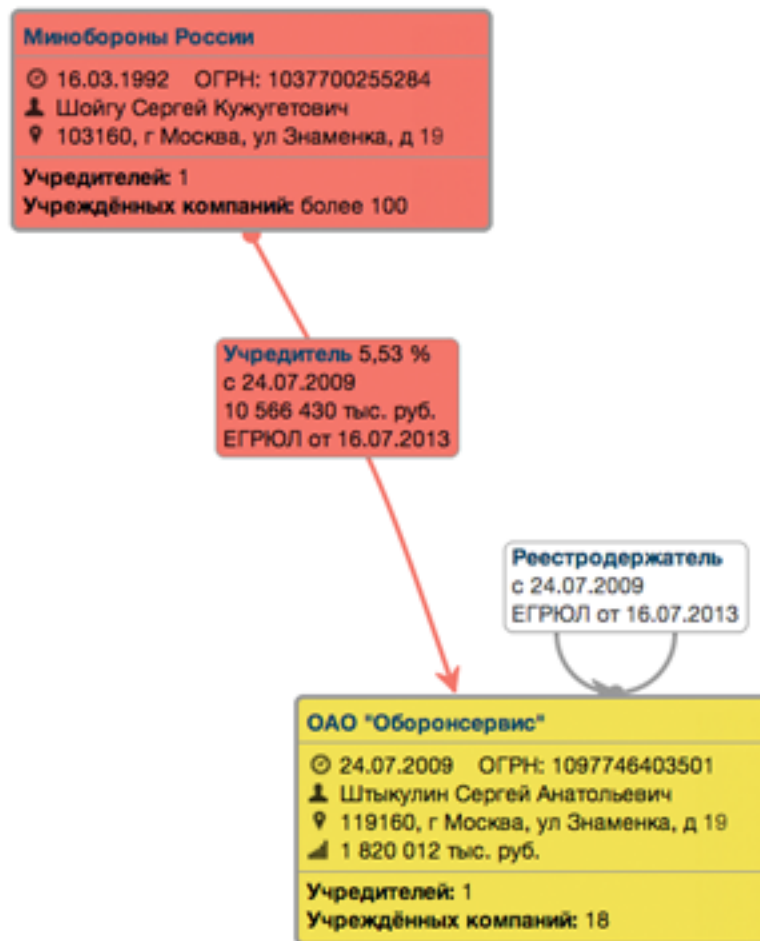 Минобороны России
16.03.1992 ОГРН: 1037700255284
Шойгу Сергей Кужугетович
103160, г Москва, ул Знаменка, д 19
Учредителей: 1
Учреждённых компаний: более 100
Учредитель 5,53 %
с 24.07.2009
10 566 430 тыс. руб.
ЕГРЮЛ от 16.07.2013
Реестродержатель
с 24.07.2009
ЕГРЮЛ от 16.07.2013
ОАО "Оборонсервис"
24.07.2009 ОГРН: 1097746403501
Штыкулин Сергей Анатольевич
119160, г Москва, ул Знаменка, д 19
1 820 012 тыс. руб.
Учредителей: 1
Учреждённых компаний: 18